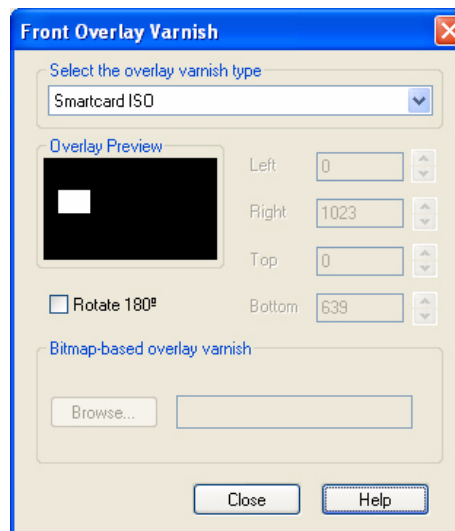 Front Overlay Varnish
Select the overlay varnish type
Smartcard ISO
Overlay Preview
Left 0
Right 1023
Top 0
Rotate 180º
Bottom 639
Bitmap-based overlay varnish
Browse...
Close Help